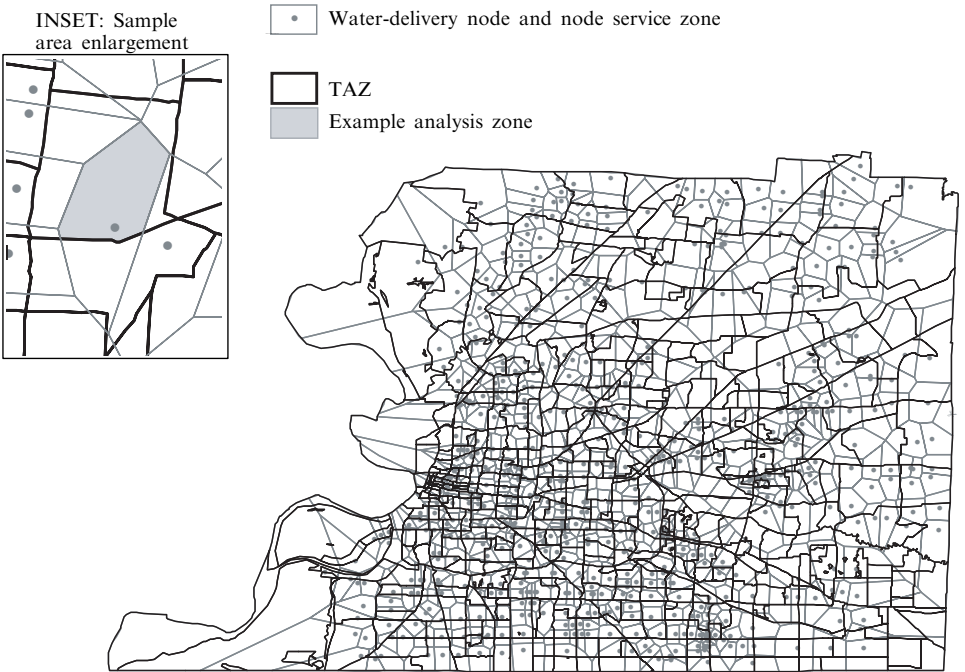 INSET: Sample
area enlargement
Water-delivery node and node service zone
TAZ
Example analysis zone